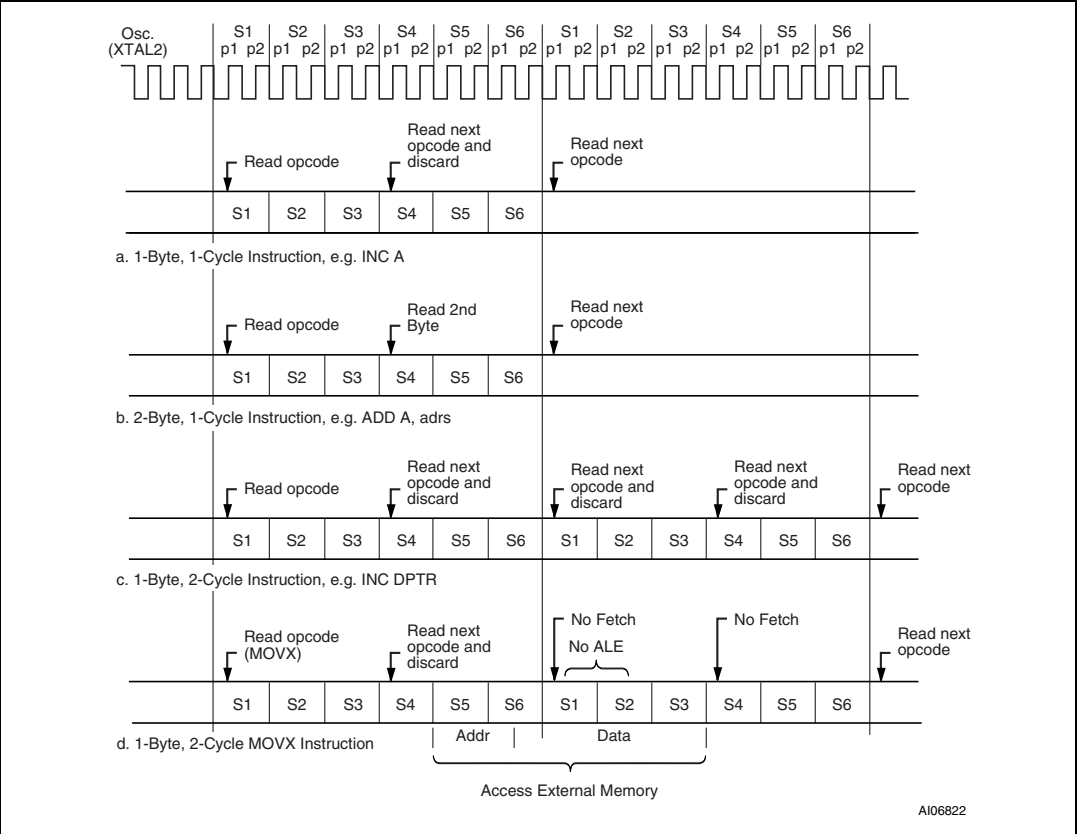 Osc.
(XTAL2)
S1 S2 S3 S4 S5 S6 S1 S2 S3 S4 S5 S6
p1 p2 p1 p2 p1 p2 p1 p2 p1 p2 p1 p2 p1 p2 p1 p2 p1 p2 p1 p2 p1 p2 p1 p2
Read opcode
Read next
opcode and
discard
Read next
opcode
S1 S2 S3 S4 S5 S6
a. 1-Byte, 1-Cycle Instruction, e.g. INC A
Read opcode
Read 2nd
Byte
Read next
opcode
S1 S2 S3 S4 S5 S6
b. 2-Byte, 1-Cycle Instruction, e.g. ADD A, adrs
Read opcode
Read next
opcode and
discard
Read next
opcode and
discard
Read next
opcode and
discard
Read next
opcode
S1 S2 S3 S4 S5 S6 S1 S2 S3 S4 S5 S6
c. 1-Byte, 2-Cycle Instruction, e.g. INC DPTR
Read opcode
(MOVX)
Read next
opcode and
discard
No Fetch
No ALE
No Fetch
Read next
opcode
S1 S2 S3 S4 S5 S6 S1 S2 S3 S4 S5 S6
d. 1-Byte, 2-Cycle MOVX Instruction
Addr
Data
Access External Memory
AI06822